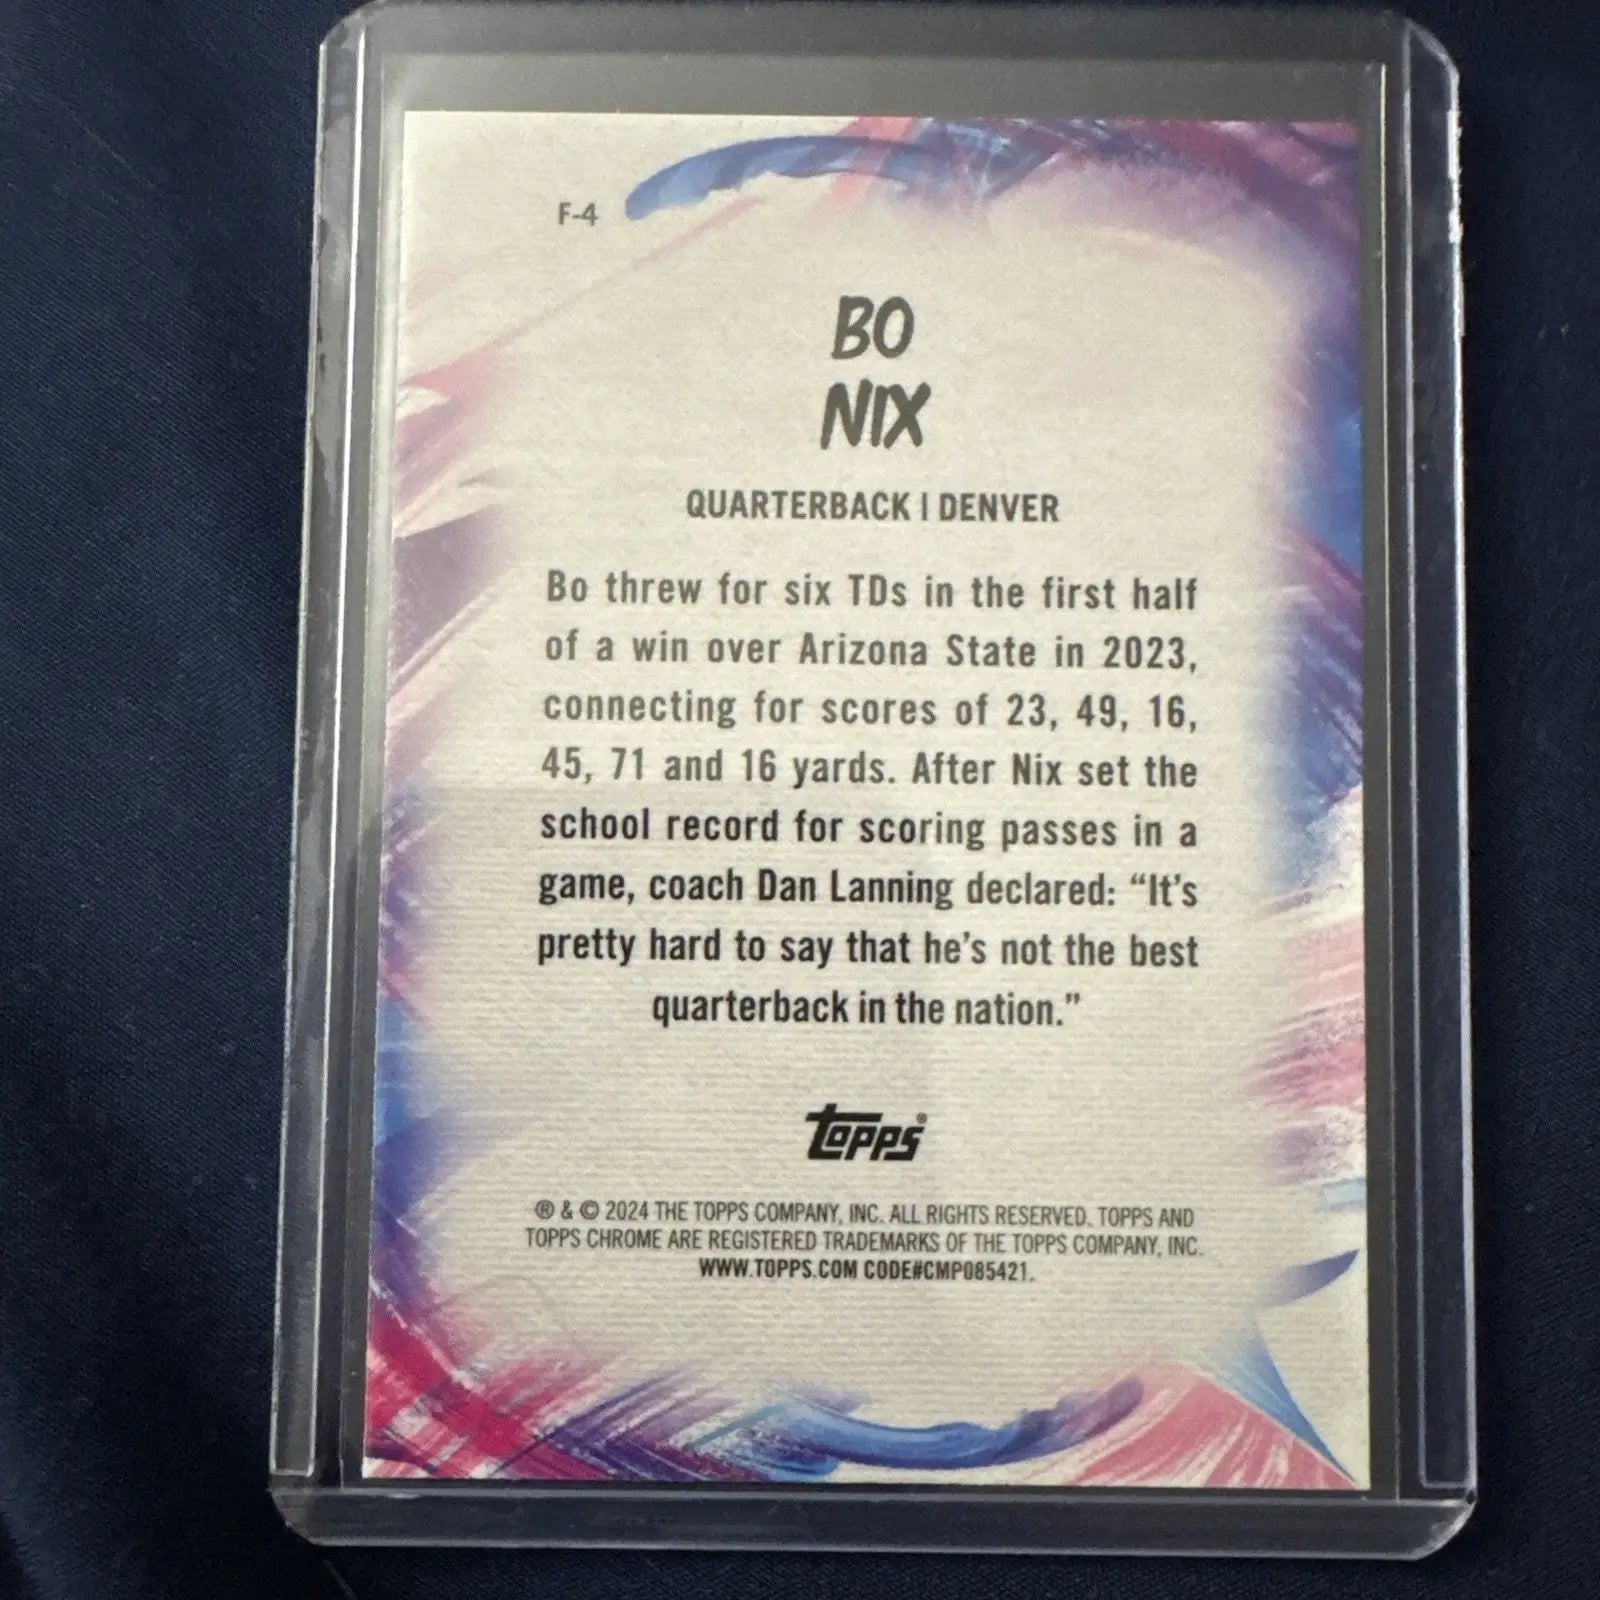 F-4
BO
NIX
QUARTERBACK | DENVER
Bo threw for six TDs in the first half
of a win over Arizona State in 2023,
connecting for scores of 23, 49, 16,
45, 71 and 16 yards. After Nix set the
school record for scoring passes in a
game, coach Dan Lanning declared: “It’s
pretty hard to say that he’s not the best
quarterback in the nation.”
Topps®
® & © 2024 THE TOPPS COMPANY, INC. ALL RIGHTS RESERVED. TOPPS AND
TOPPS CHROME ARE REGISTERED TRADEMARKS OF THE TOPPS COMPANY, INC.
WWW.TOPPS.COM CODE#CMP085421.